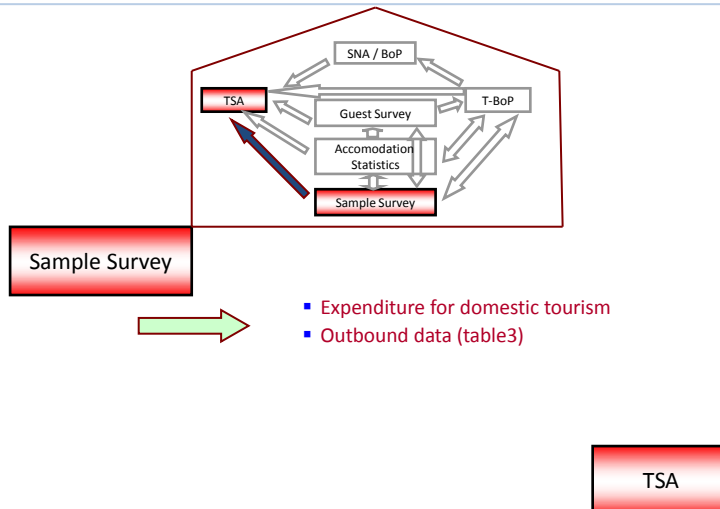 SNA / BoP
TSA
T-BoP
Guest Survey
Accomodation
Statistics
Sample Survey
Sample Survey
Expenditure for domestic tourism
Outbound data (table3)
TSA